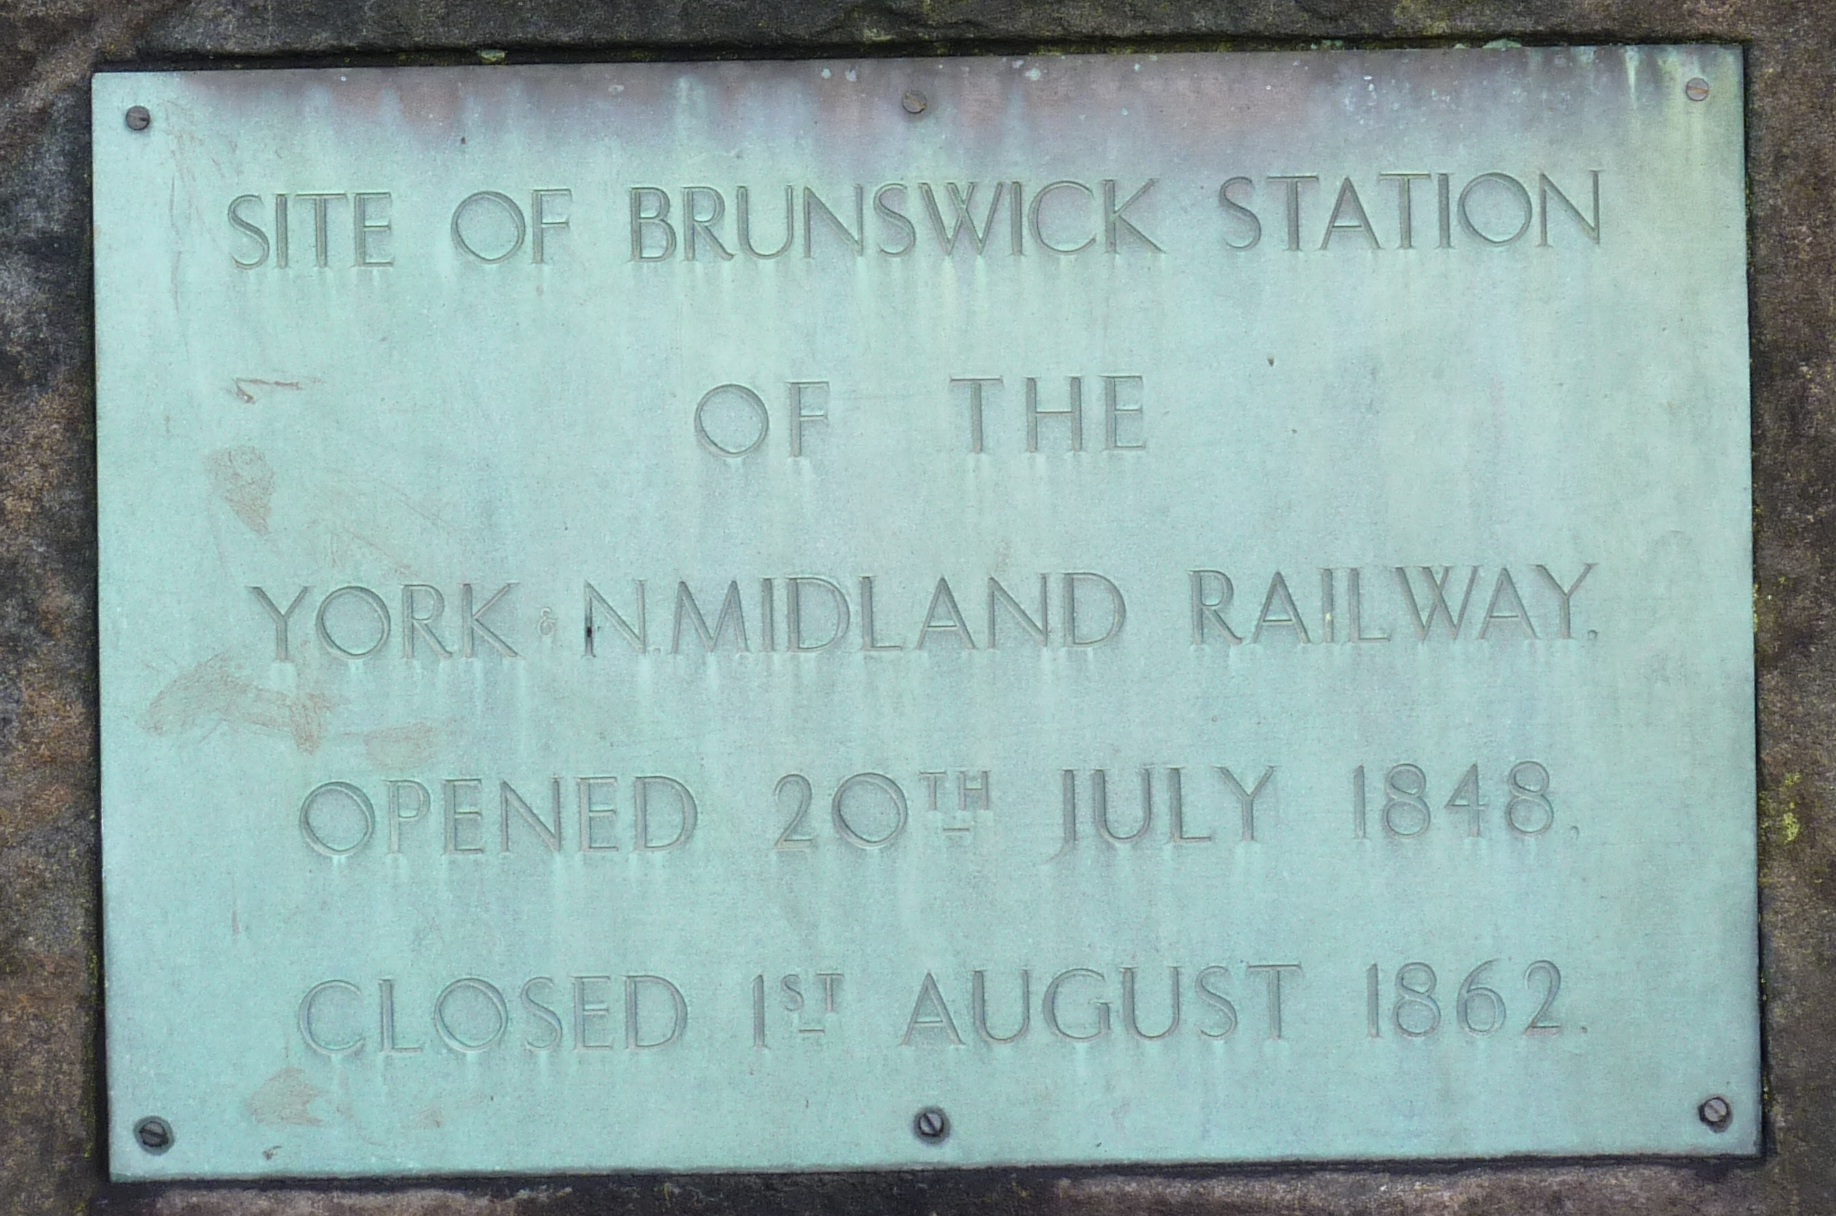 SITE OF BRUNSWICK STATION
OF THE
YORK & N.MIDLAND RAILWAY.
OPENED 20TH JULY 1848,
CLOSED 1ST AUGUST 1862.